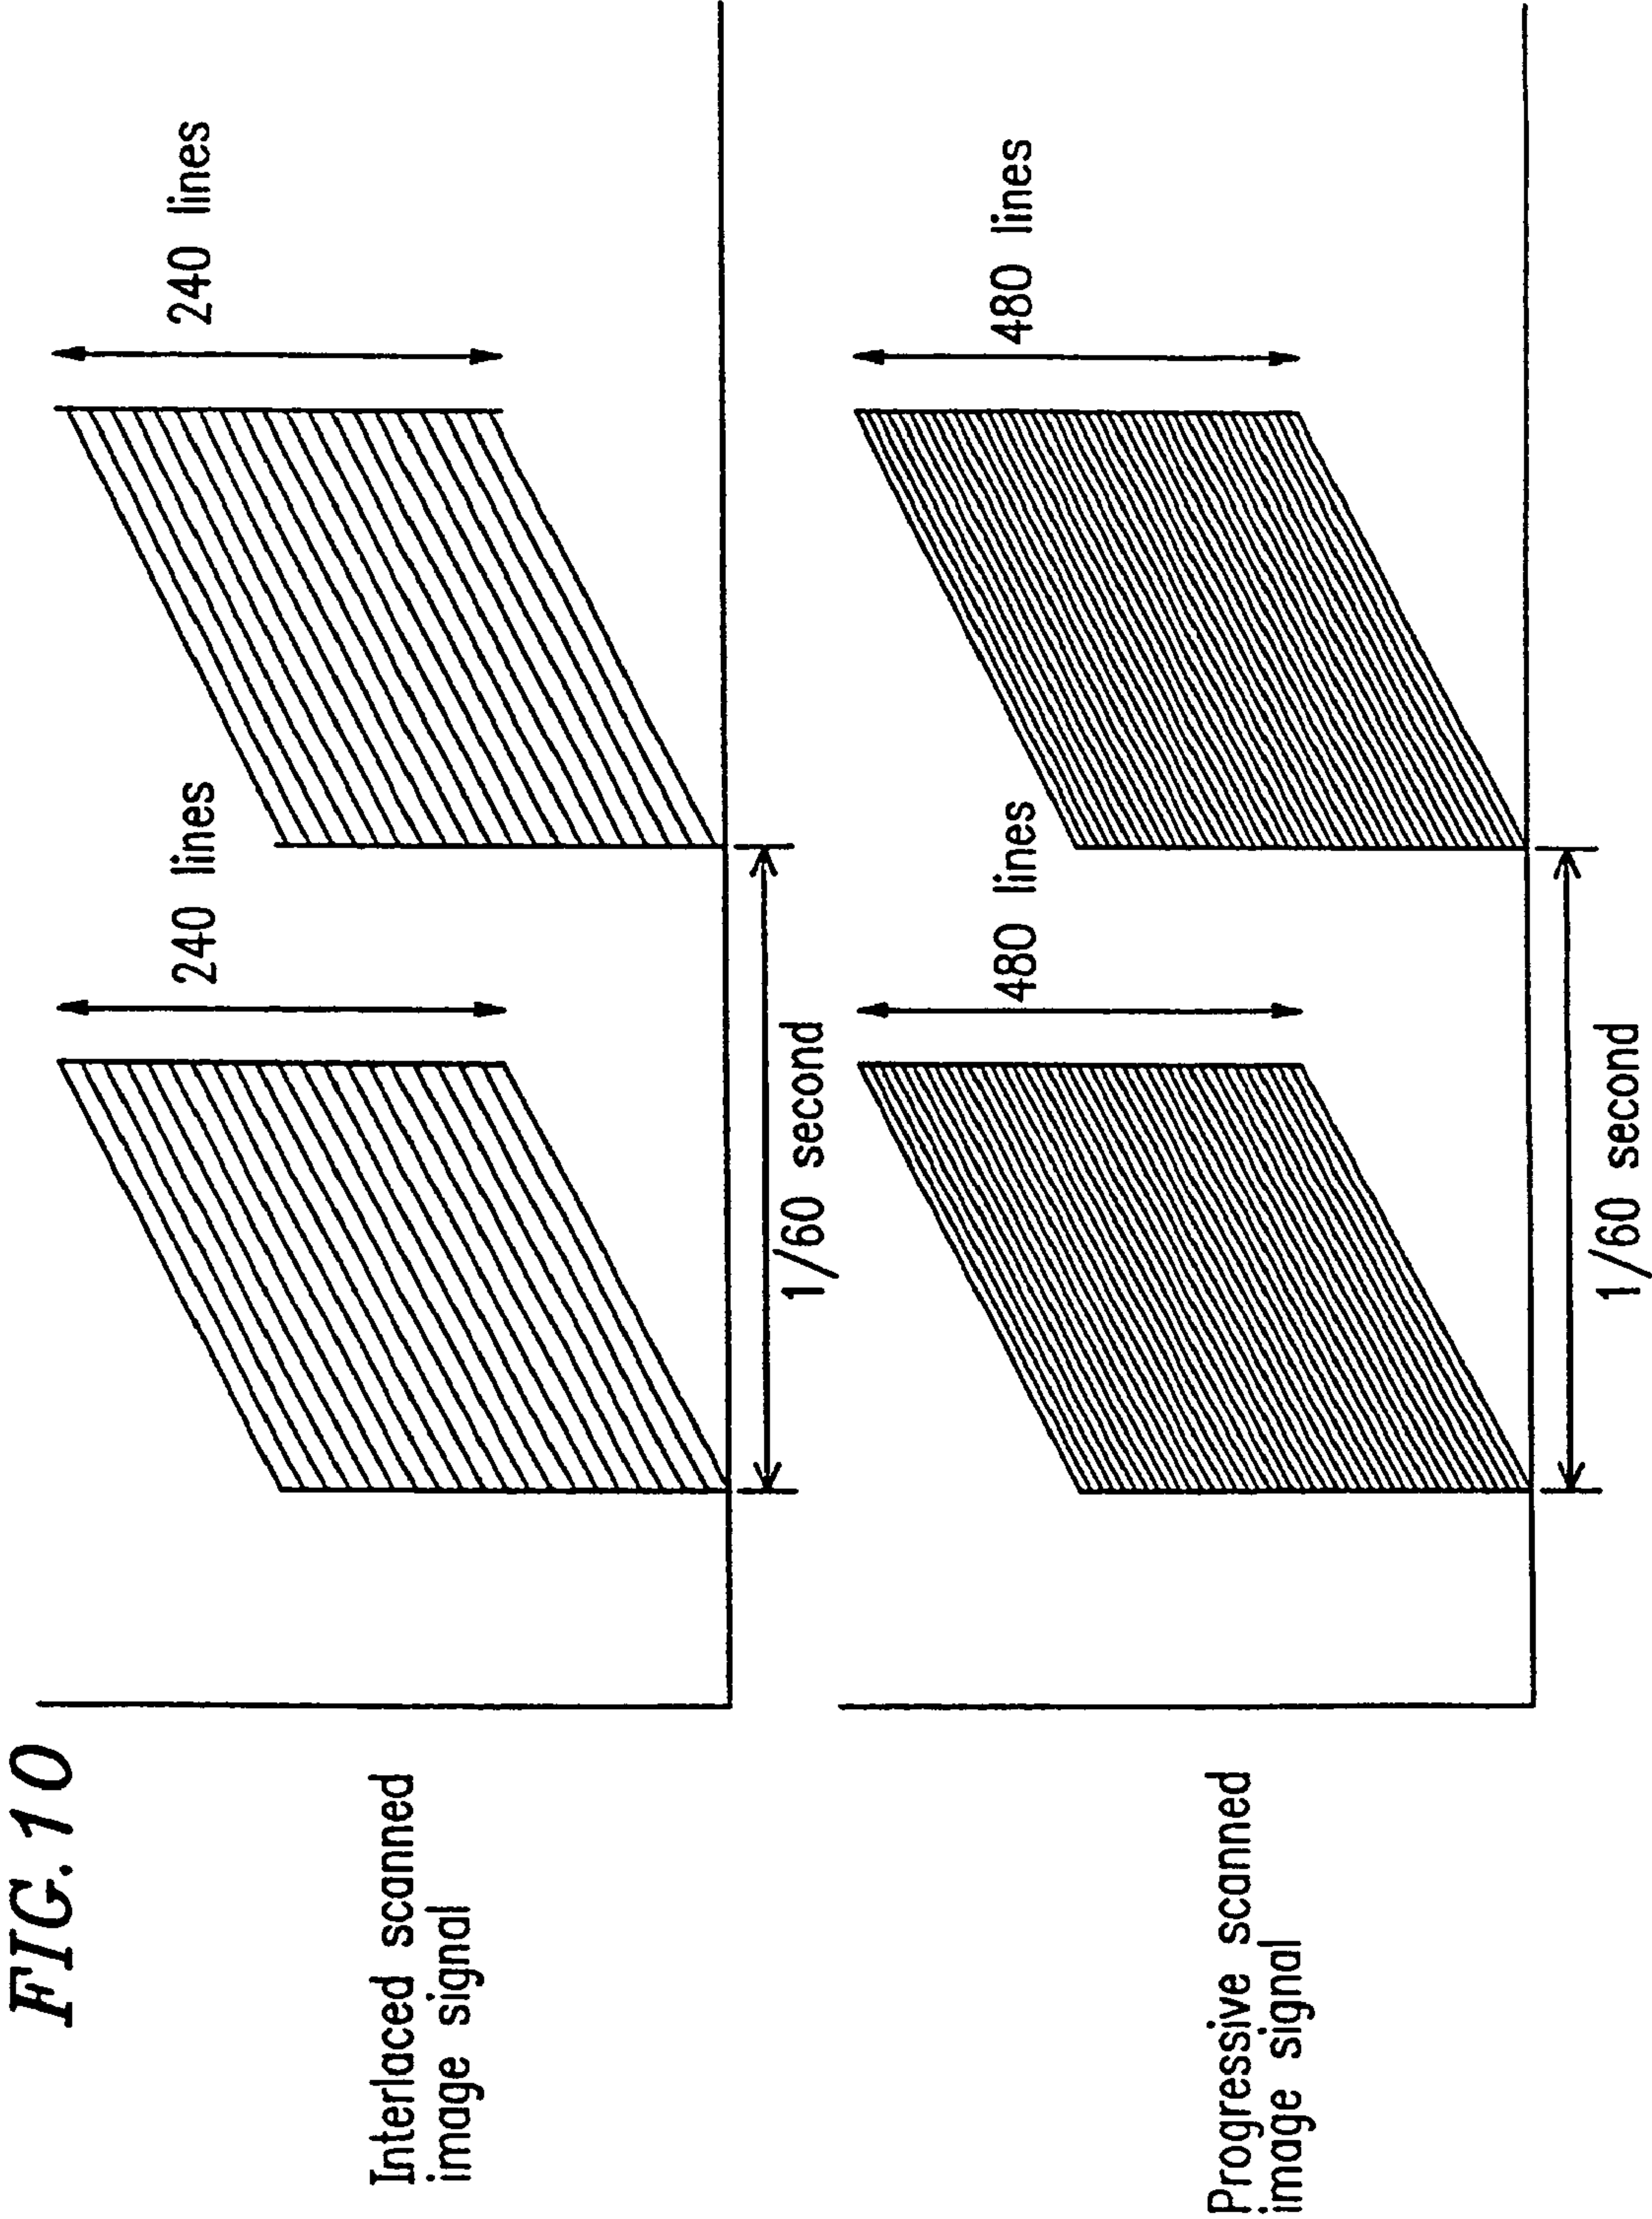 FIG.10
Interlaced scanned
image signal
240 lines
240 lines
1/60 second
Progressive scanned
image signal
480 lines
480 lines
1/60 second